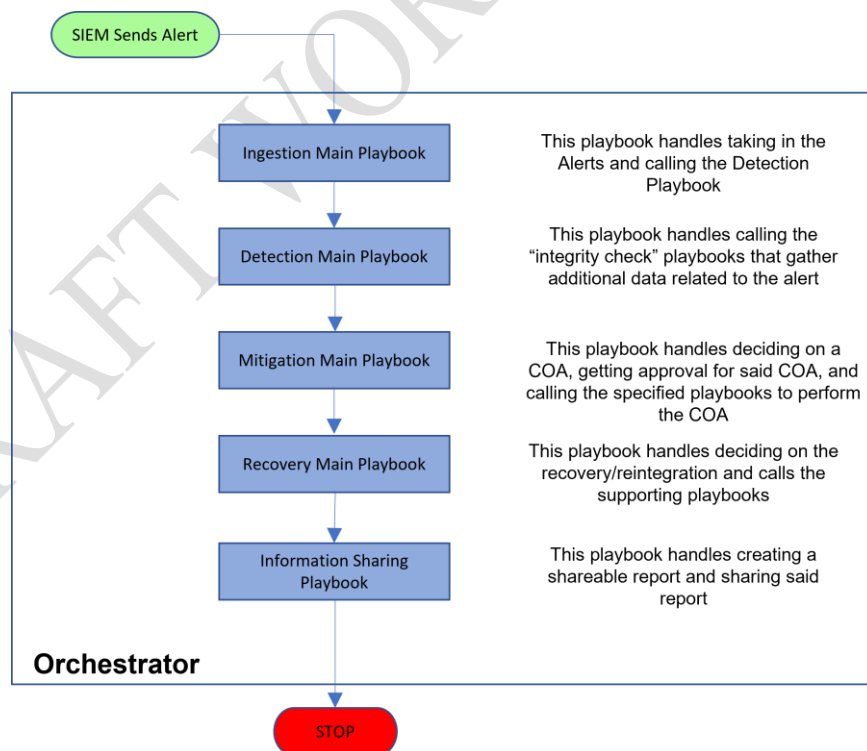 SIEM Sends Alert
Ingestion Main Playbook
This playbook handles taking in the
Alerts and calling the Detection
Playbook
Detection Main Playbook
This playbook handles calling the
“integrity check” playbooks that gather
additional data related to the alert
Mitigation Main Playbook
This playbook handles deciding on a
COA, getting approval for said COA, and
calling the specified playbooks to perform
the COA
Recovery Main Playbook
This playbook handles deciding on the
recovery/reintegration and calls the
supporting playbooks
Information Sharing
Playbook
This playbook handles creating a
shareable report and sharing said
report
Orchestrator
STOP